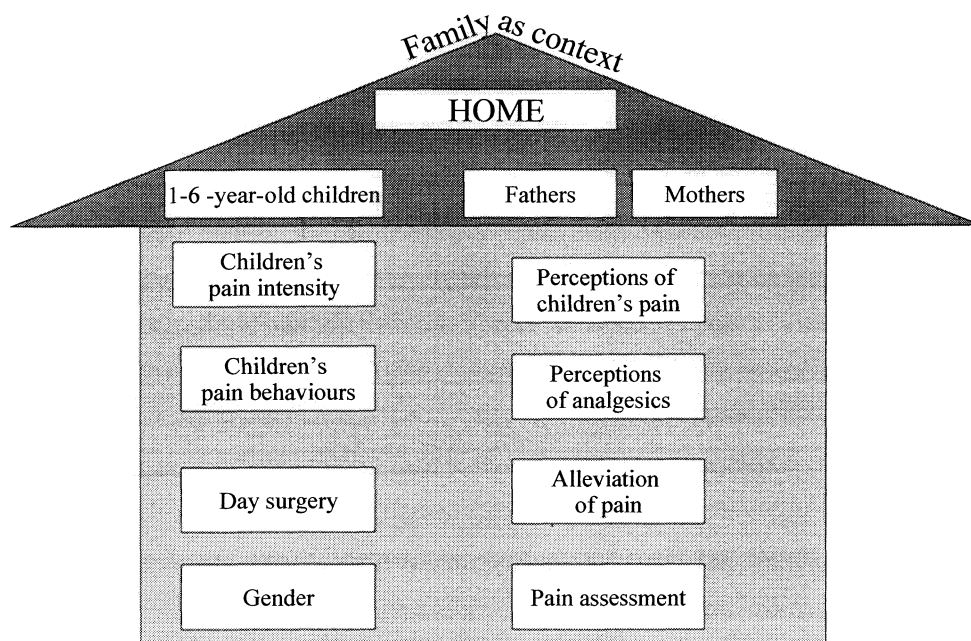 Family as context
HOME
1-6 -year-old children
Fathers
Mothers
Children's
pain intensity
Children's
pain behaviours
Day surgery
Gender
Perceptions of
children's pain
Perceptions
of analgesics
Alleviation
of pain
Pain assessment